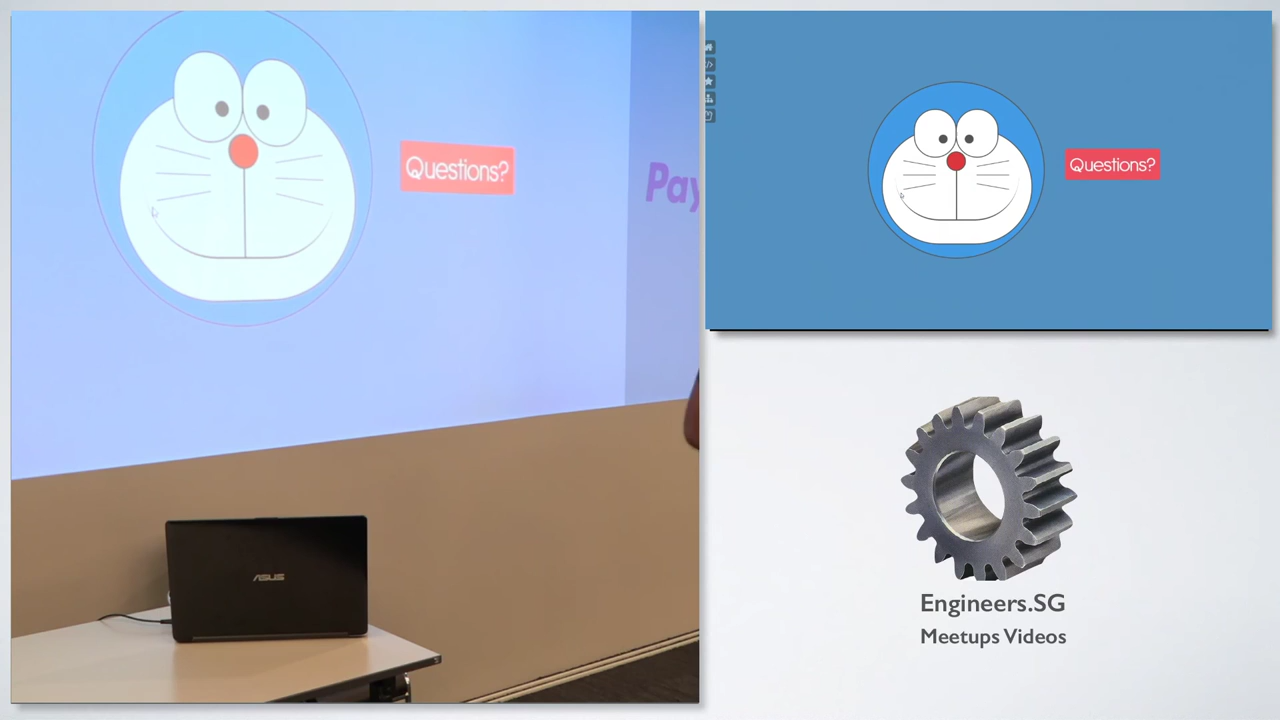 Questions?
Pay
ASUS
Questions?
Engineers.SG
Meetups Videos